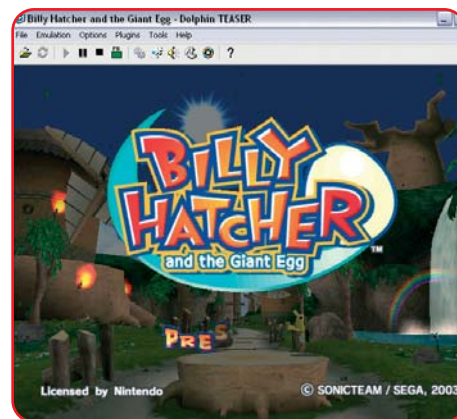 Billy Hatcher and the Giant Egg - Dolphin TEASER
File Emulation Options Plugins Tools Help
?
BILLY
HATCHER
TM
and the Giant Egg
PRES
Licensed by Nintendo
© SONICTEAM / SEGA, 2003